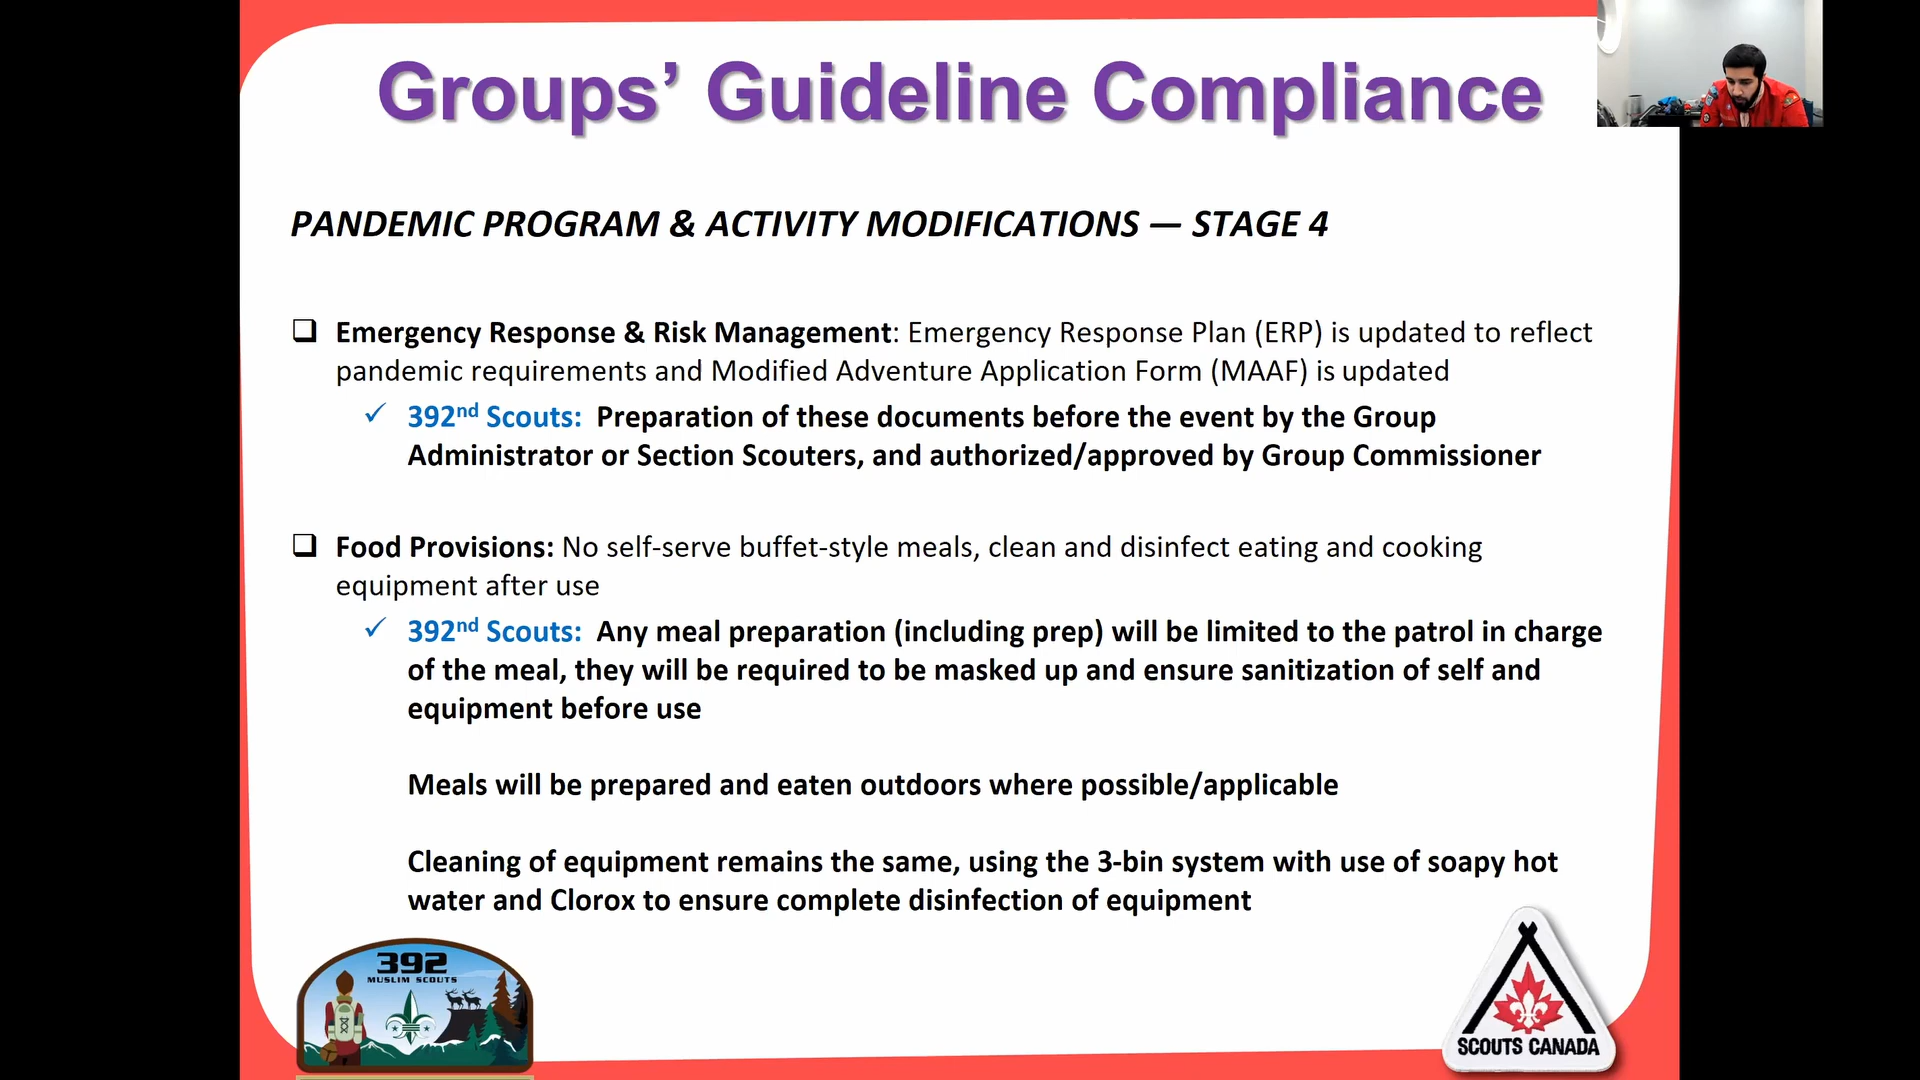 Groups’ Guideline Compliance
PANDEMIC PROGRAM & ACTIVITY MODIFICATIONS — STAGE 4
Emergency Response & Risk Management: Emergency Response Plan (ERP) is updated to reflect
pandemic requirements and Modified Adventure Application Form (MAAF) is updated
392nd Scouts: Preparation of these documents before the event by the Group
Administrator or Section Scouters, and authorized/approved by Group Commissioner
Food Provisions: No self-serve buffet-style meals, clean and disinfect eating and cooking
equipment after use
392nd Scouts: Any meal preparation (including prep) will be limited to the patrol in charge
of the meal, they will be required to be masked up and ensure sanitization of self and
equipment before use
Meals will be prepared and eaten outdoors where possible/applicable
Cleaning of equipment remains the same, using the 3-bin system with use of soapy hot
water and Clorox to ensure complete disinfection of equipment
392
MUSLIM SCOUTS
SCOUTS CANADA